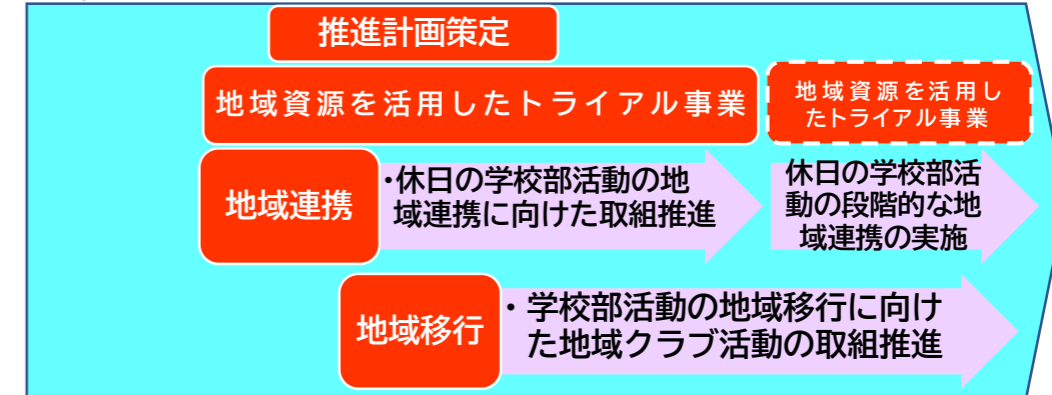 推進計画策定
地域資源を活用したトライアル事業
地域資源を活用し
たトライアル事業
地域連携
・休日の学校部活動の地
域連携に向けた取組推進
休日の学校部活
動の段階的な地
域連携の実施
地域移行
・学校部活動の地域移行に向け
た地域クラブ活動の取組推進